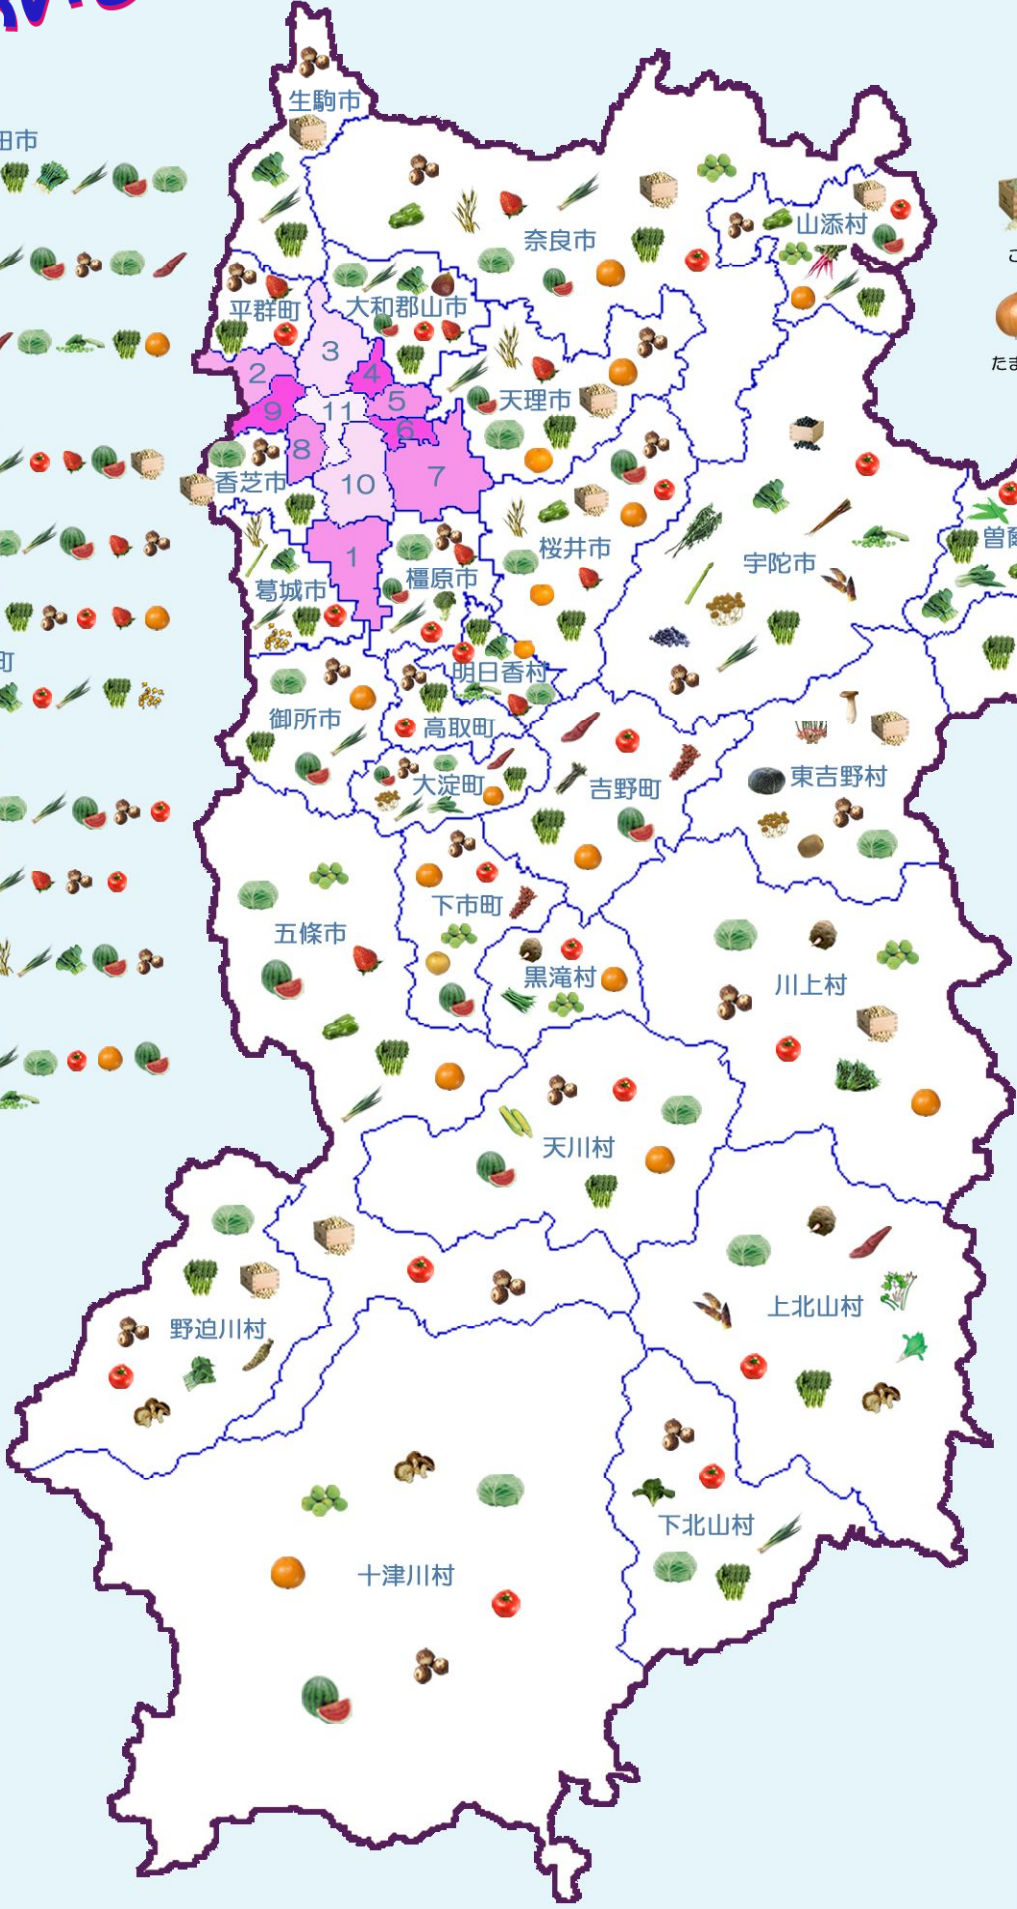 生駒市
田市
奈良市
山添村
平群町
大和郡山市
3
2
4
天理市
9
11
5
6
8
7
香芝市
10
桜井市
宇陀市
1
橿原市
葛城市
町
明日香村
御所市
高取町
大淀町
吉野町
東吉野村
下市町
五條市
黒滝村
川上村
天川村
上北山村
野迫川村
下北山村
十津川村